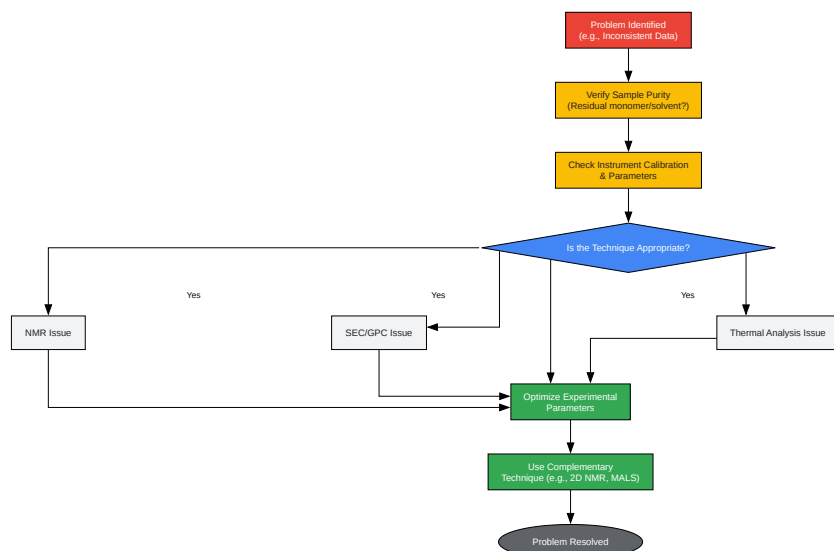 Problem Identified
(e.g., Inconsistent Data)
Verify Sample Purity
(Residual monomer/solvent?)
Check Instrument Calibration
& Parameters
Is the Technique Appropriate?
Yes
Yes
Yes
NMR Issue
SEC/GPC Issue
Thermal Analysis Issue
Optimize Experimental
Parameters
Use Complementary
Technique (e.g., 2D NMR, MALS)
Problem Resolved